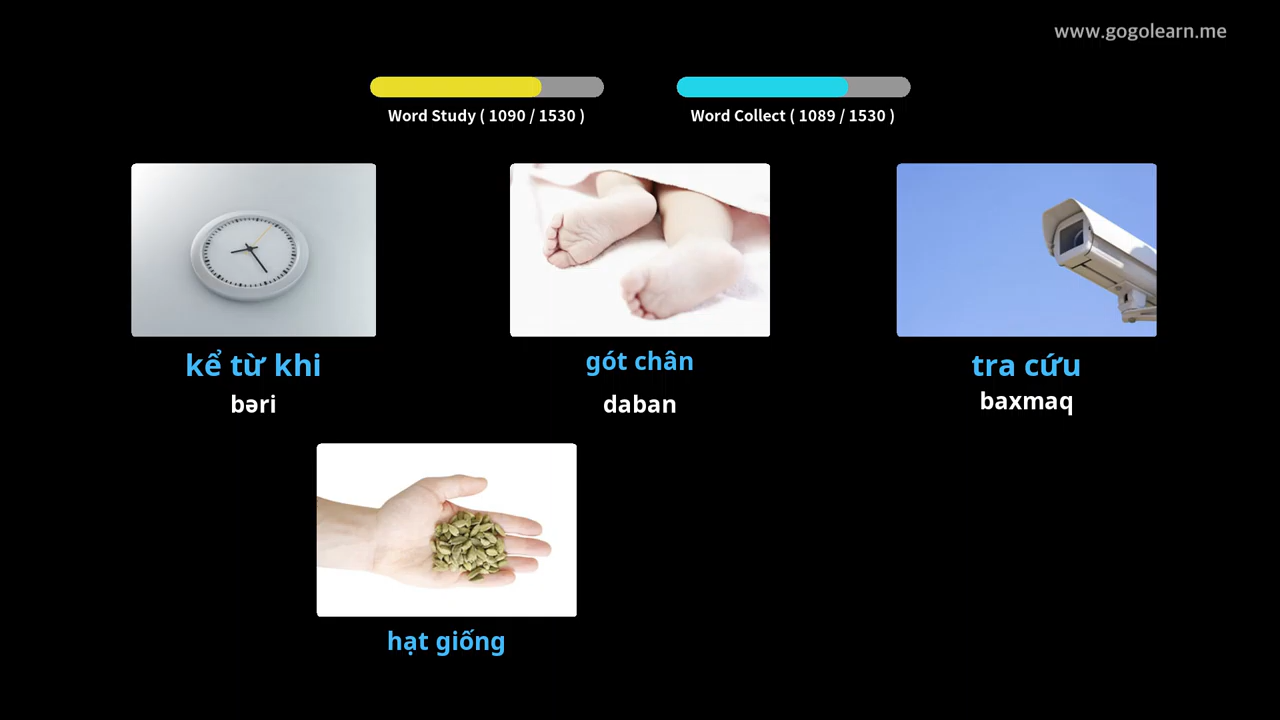 www.gogolearn.me
Word Study ( 1090 / 1530 )
Word Collect ( 1089 / 1530 )
kể từ khi
bəri
gót chân
daban
tra cứu
baxmaq
hạt giống